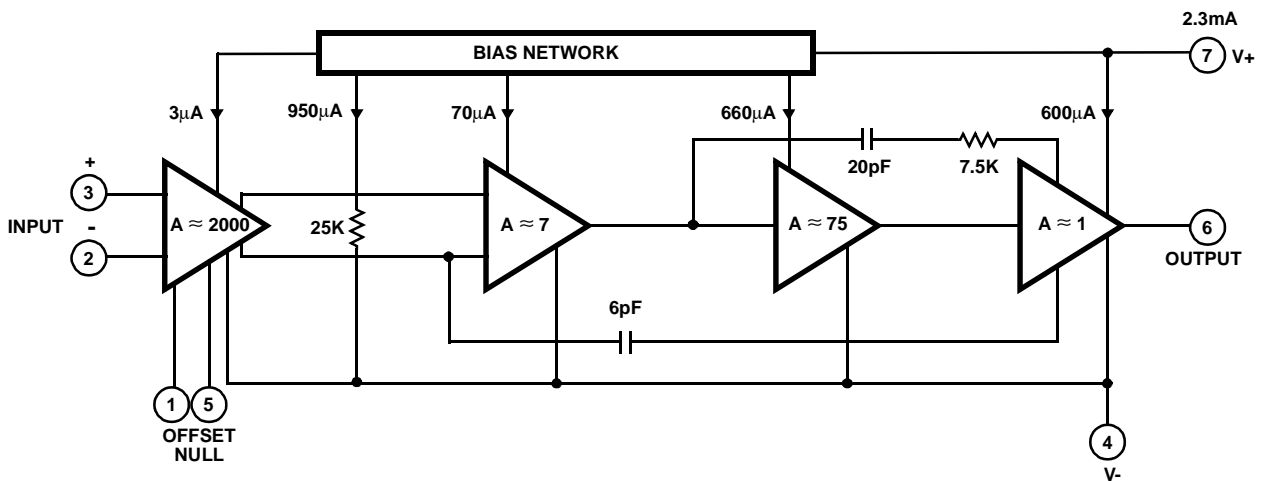 2.3mA
BIAS NETWORK
7
V+
3μA
950μA
70μA
660μA
600μA
+
3
20pF
7.5K
INPUT
-
2
A ≈ 2000
25K
A ≈ 7
A ≈ 75
A ≈ 1
6
OUTPUT
6pF
1
5
OFFSET
NULL
4
V-